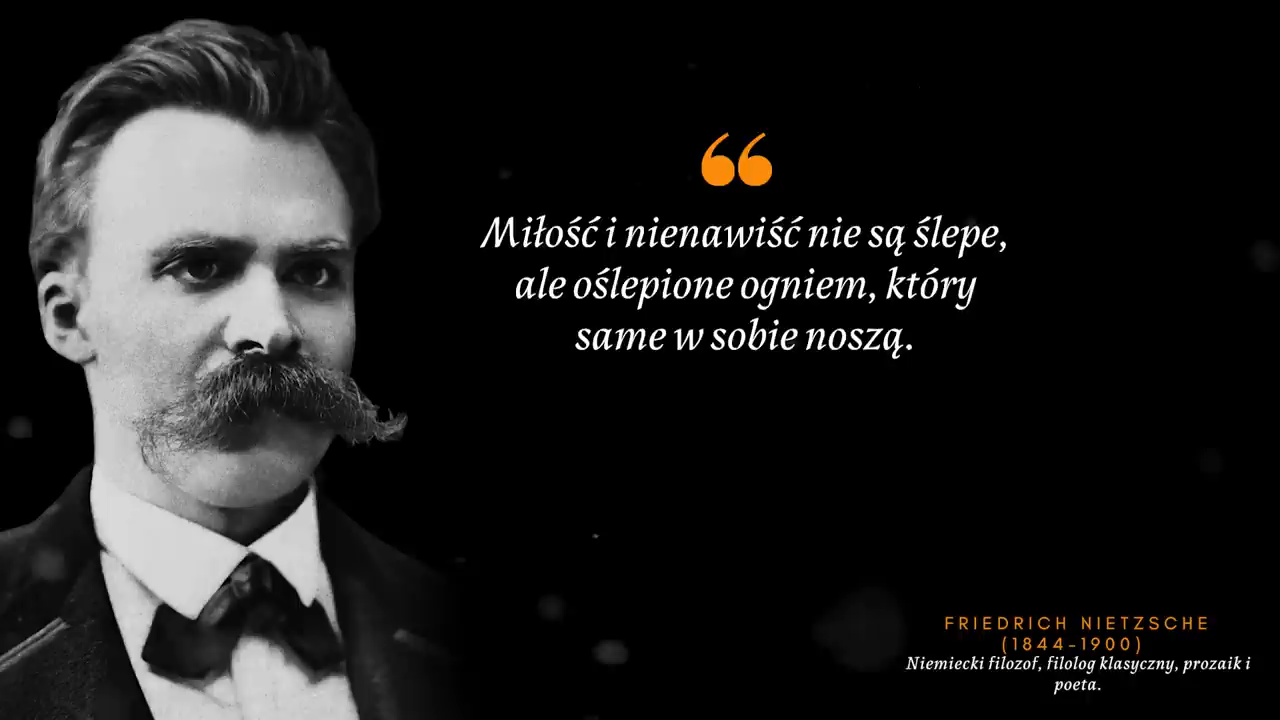 Miłość i nienawiść nie są ślepe,
ale oślepione ogniem, który
same w sobie noszą.
FRIEDRICH NIETZSCHE
(1844-1900)
Niemiecki filozof, filolog klasyczny, prozaik i
poeta.